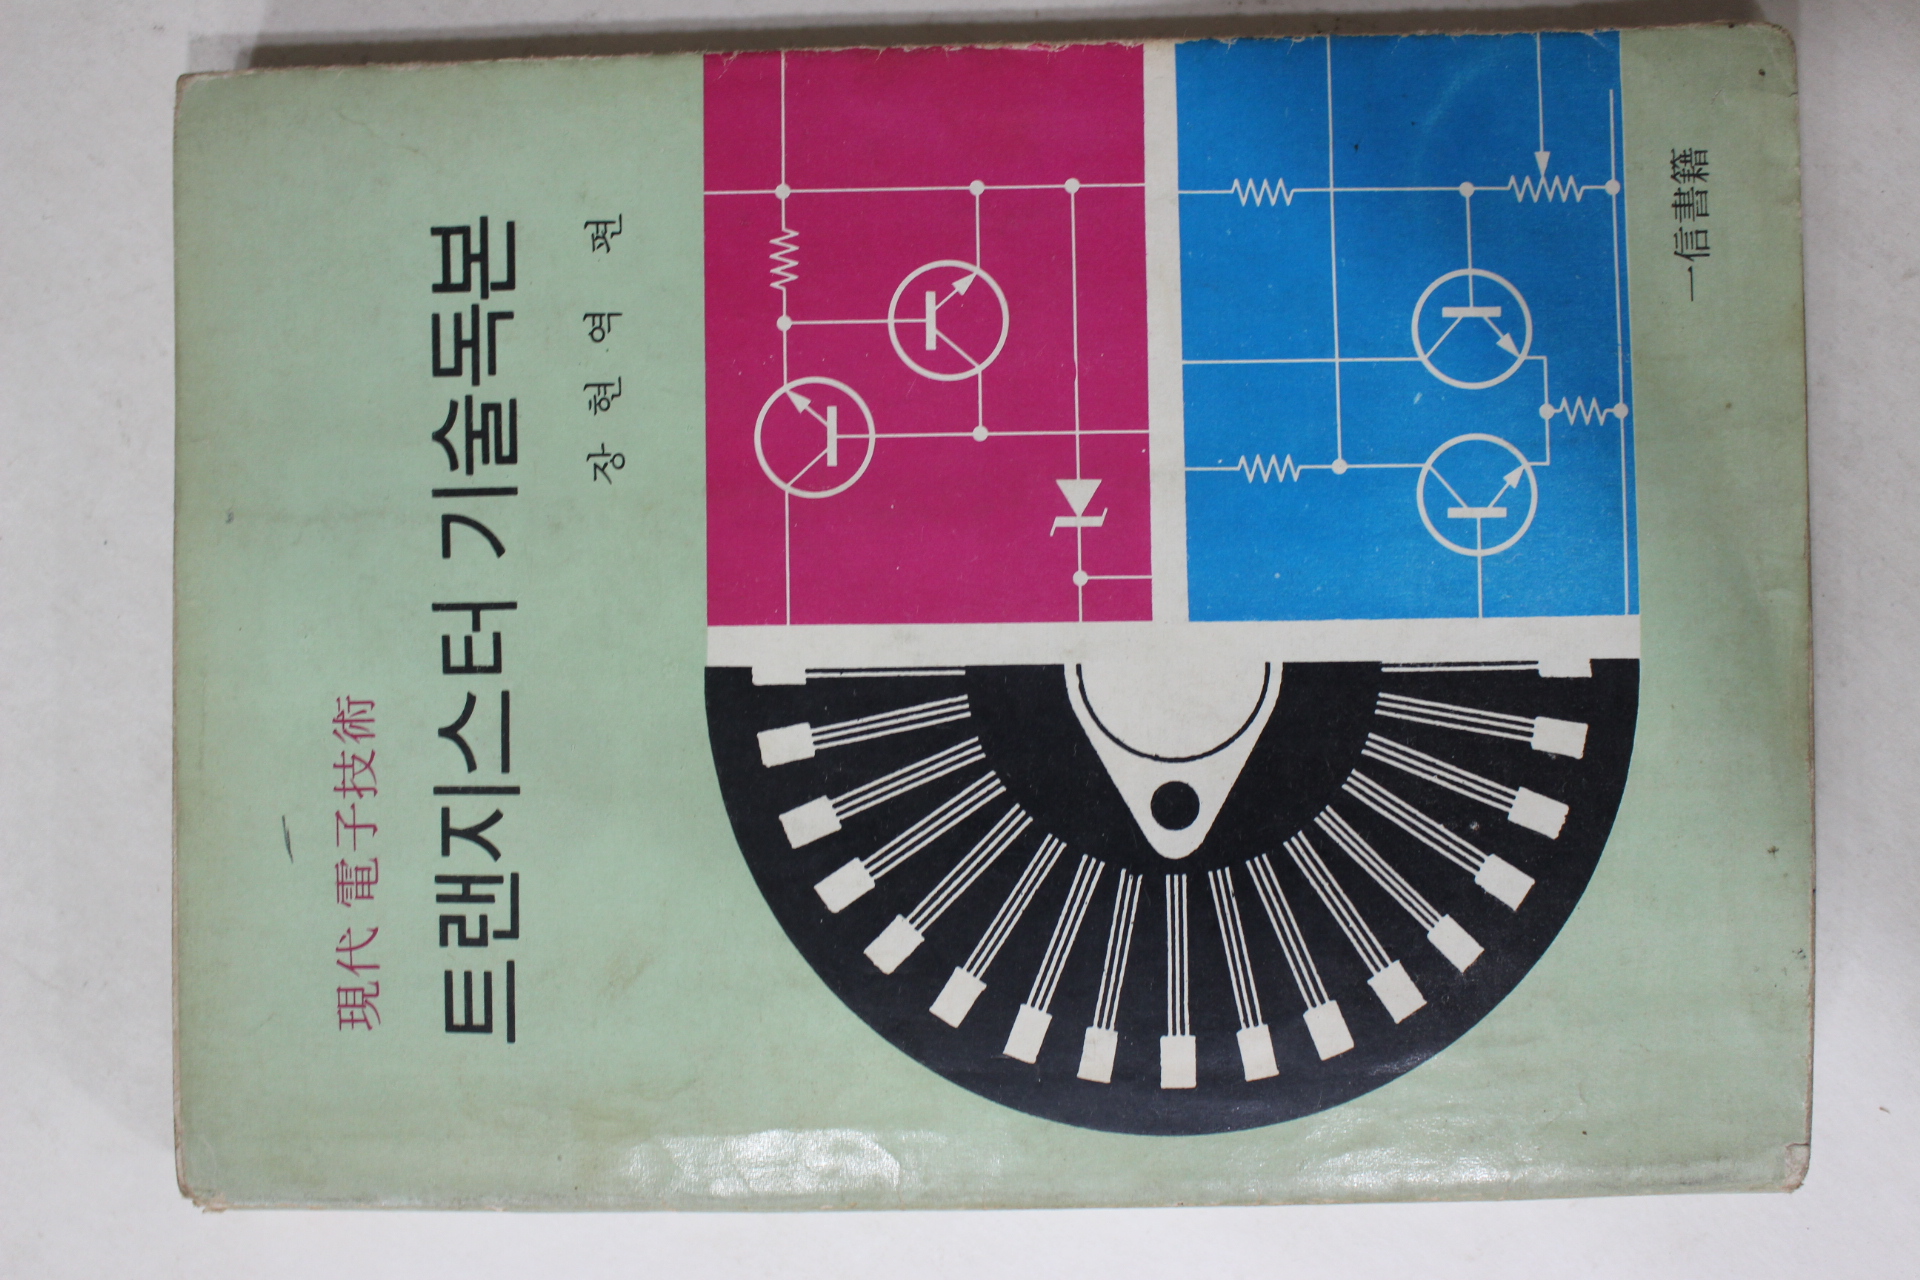 現代 電子技術
트랜지스터 기술독본
장 현 역 편
一信書籍